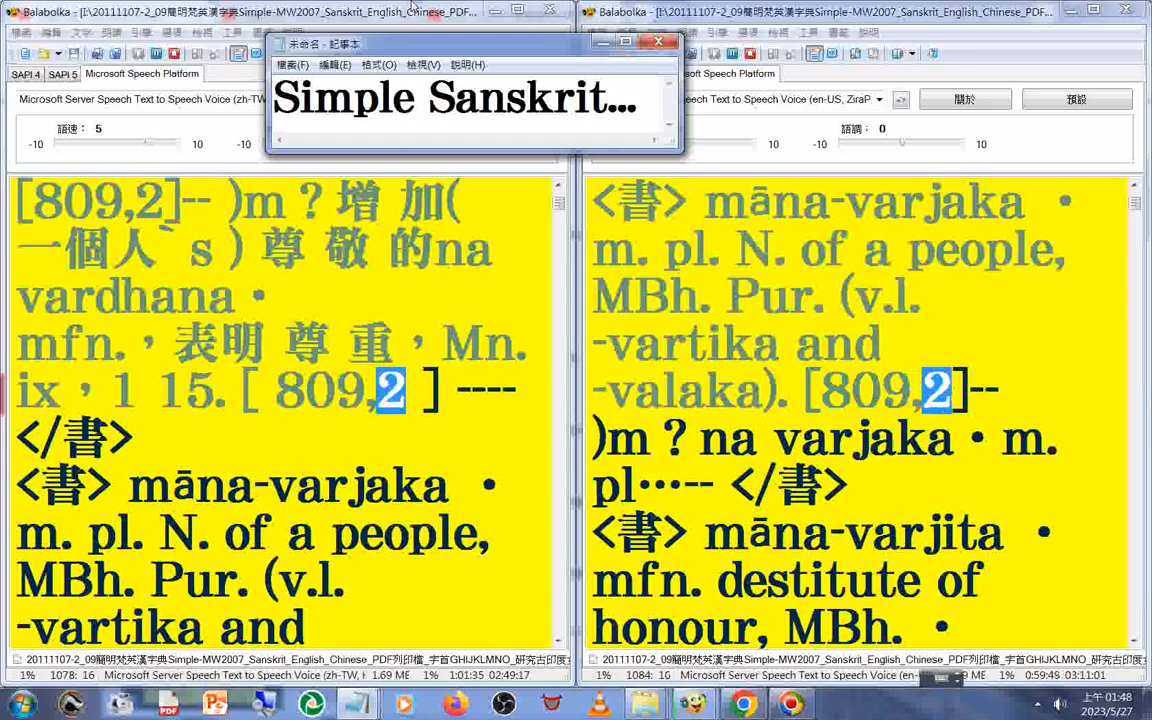 Balabolka - [I:\20111107-2_09簡明梵英漢字典Simple-MW2007_Sanskrit_English_Chinese_PDF...
Balabolka - [I:\20111107-2_09簡明梵英漢字典Simple-MW2007_Sanskrit_English_Chinese_PDF...
未命名 - 記事本
檔案(F) 編輯(E) 格式(O) 檢視(V) 說明(H)
Simple Sanskrit...
SAPI 4 SAPI 5 Microsoft Speech Platform
Speech Platform
Microsoft Server Speech Text to Speech Voice (zh-TW
eech Text to Speech Voice (en-US, ZiraP
關於
預設
語速： 5
-10 10 -10
語調： 0
10 -10 10
[809,2]-- )m？增 加(
一個人`s ) 尊 敬 的na
vardhana •
mfn.，表明 尊 重，Mn.
ix，1 15. [ 809,2 ] ----
</書>
<書> māna-varjaka •
m. pl. N. of a people,
MBh. Pur. (v.l.
-vartika and
<書> māna-varjaka •
m. pl. N. of a people,
MBh. Pur. (v.l.
-vartika and
-valaka). [809,2]--
)m？na varjaka • m.
pl…-- </書>
<書> māna-varjita •
mfn. destitute of
honour, MBh. •
20111107-2_09簡明梵英漢字典Simple-MW2007_Sanskrit_English_Chinese_PDF列印檔_字首GHIJKLMNO_研究古印度
20111107-2_09簡明梵英漢字典Simple-MW2007_Sanskrit_English_Chinese_PDF列印檔_字首GHIJKLMNO_研究古印度
1% 1078: 16 Microsoft Server Speech Text to Speech Voice (zh-TW, H 1.69 ME 1% 1:01:35 02:49:17
1% 1084: 10 Microsoft Server Speech Text to Speech Voice (en-US, 1% 0:59:48 03:11:01
上午 01:48
2023/5/27